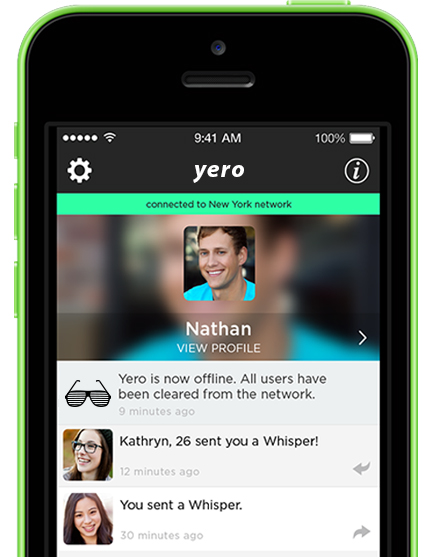 9:41 AM 100%
yero
i
connected to New York network
Nathan
VIEW PROFILE
Yero is now offline. All users have
been cleared from the network.
9 minutes ago
Kathryn, 26 sent you a Whisper!
12 minutes ago
You sent a Whisper.
30 minutes ago